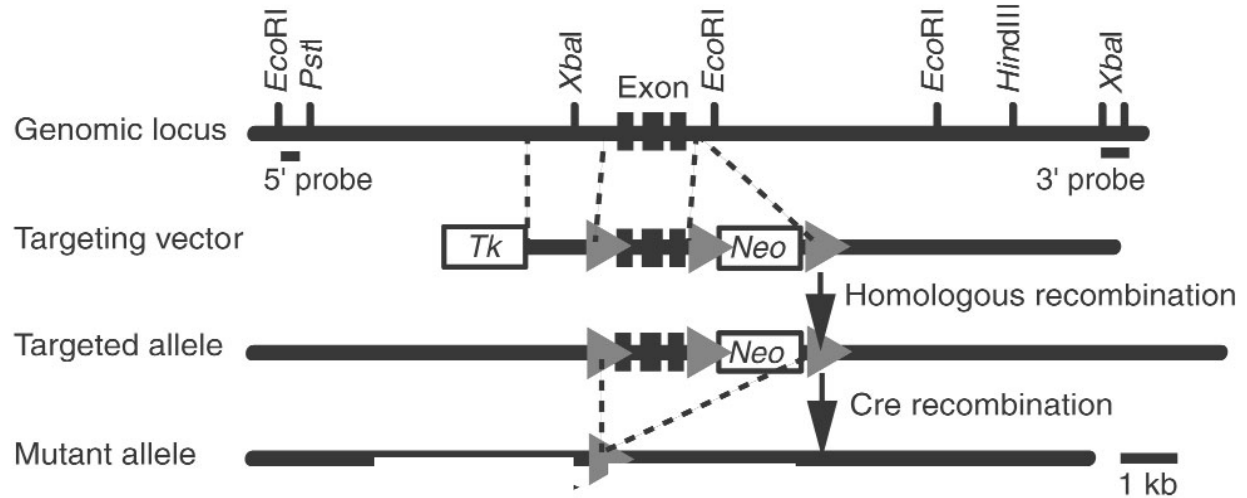 EcoRI
PstI
XbaI
Exon
EcoRI
EcoRI
HindIII
XbaI
Genomic locus
5' probe
3' probe
Targeting vector
Tk
Neo
Homologous recombination
Targeted allele
Neo
Cre recombination
Mutant allele
1 kb